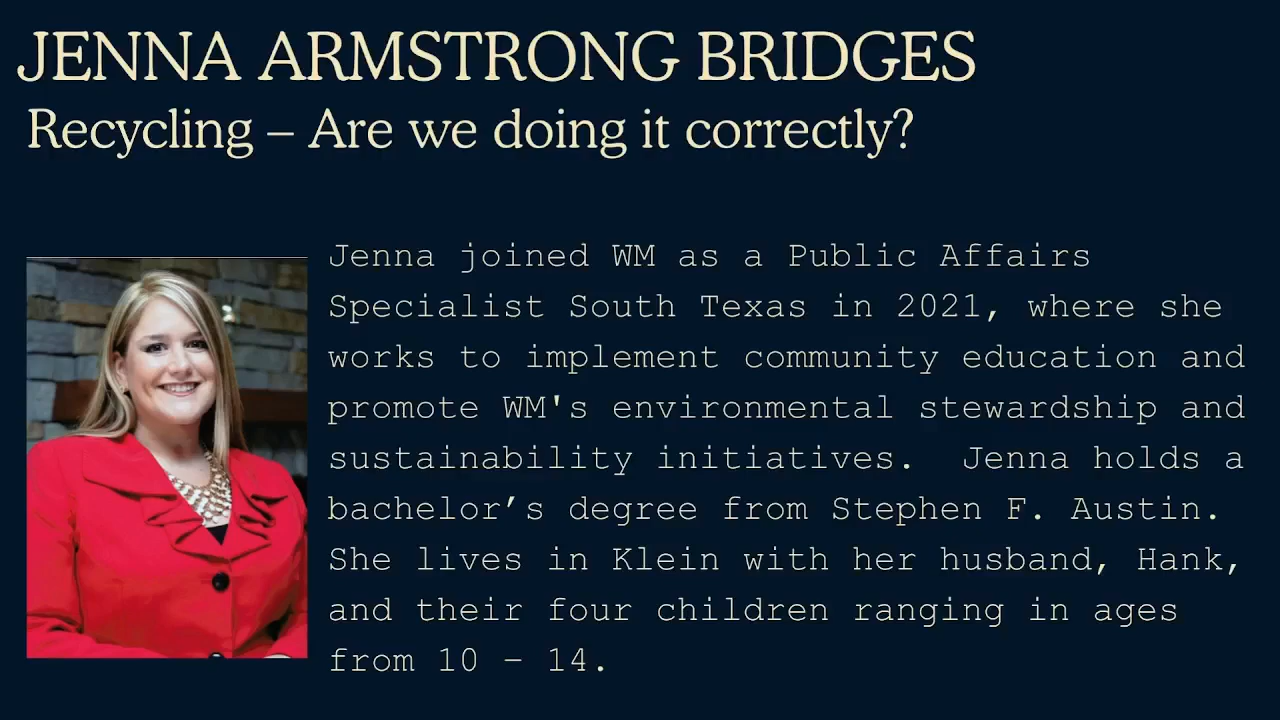 JENNA ARMSTRONG BRIDGES
Recycling – Are we doing it correctly?
Jenna joined WM as a Public Affairs
Specialist South Texas in 2021, where she
works to implement community education and
promote WM's environmental stewardship and
sustainability initiatives.  Jenna holds a
bachelor’s degree from Stephen F. Austin.
She lives in Klein with her husband, Hank,
and their four children ranging in ages
from 10 – 14.